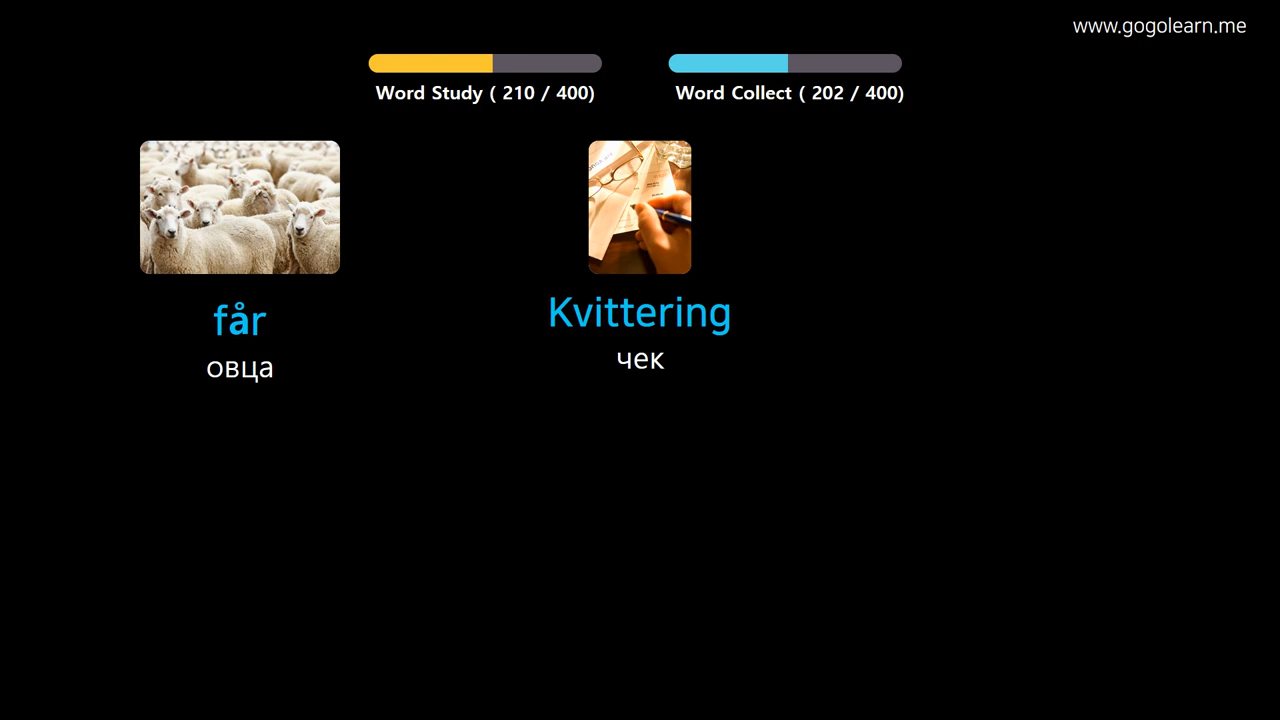 www.gogolearn.me
Word Study ( 210 / 400)
Word Collect ( 202 / 400)
får
овца
Kvittering
чек